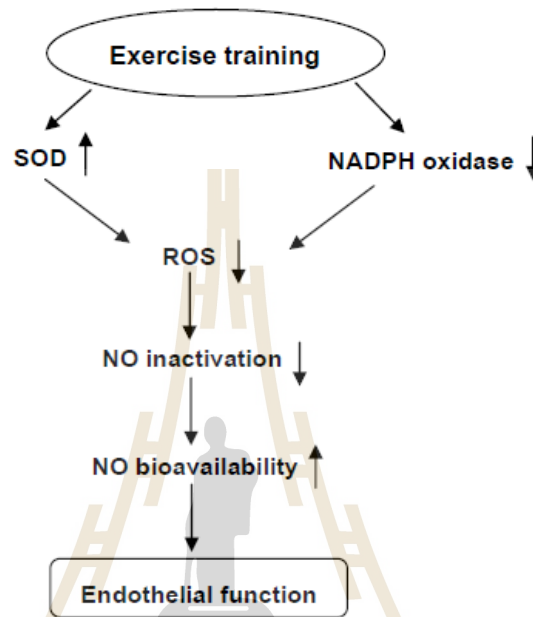 Exercise training
SOD
NADPH oxidase
ROS
NO inactivation
NO bioavailability
Endothelial function